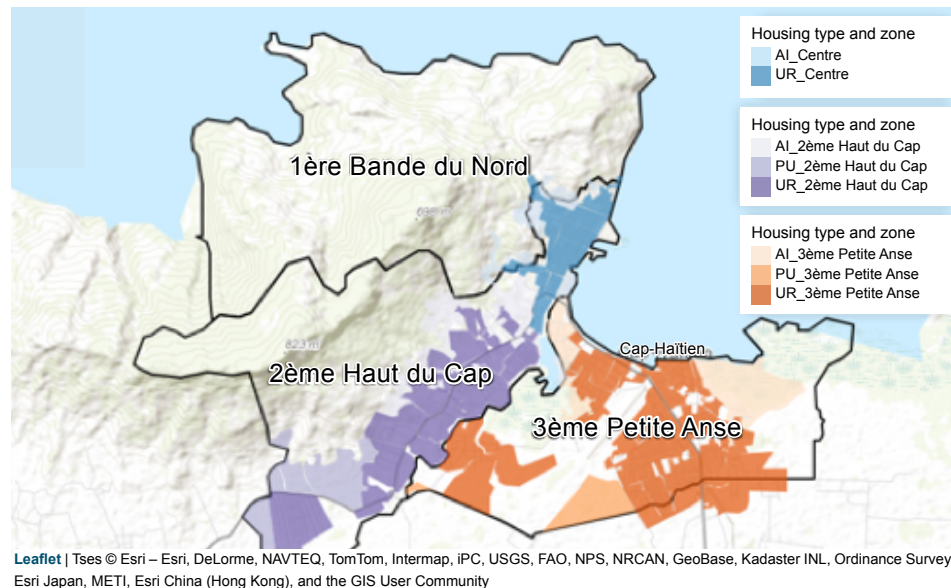 Housing type and zone
AI_Centre
UR_Centre
Housing type and zone
AI_2ème Haut du Cap
PU_2ème Haut du Cap
UR_2ème Haut du Cap
Housing type and zone
AI_3ème Petite Anse
PU_3ème Petite Anse
UR_3ème Petite Anse
1ère Bande du Nord
698 m
823 m
Cap-Haïtien
2ème Haut du Cap
3ème Petite Anse
Leaflet | Tses © Esri – Esri, DeLorme, NAVTEQ, TomTom, Intermap, iPC, USGS, FAO, NPS, NRCAN, GeoBase, Kadaster INL, Ordinance Survey
Esri Japan, METI, Esri China (Hong Kong), and the GIS User Community